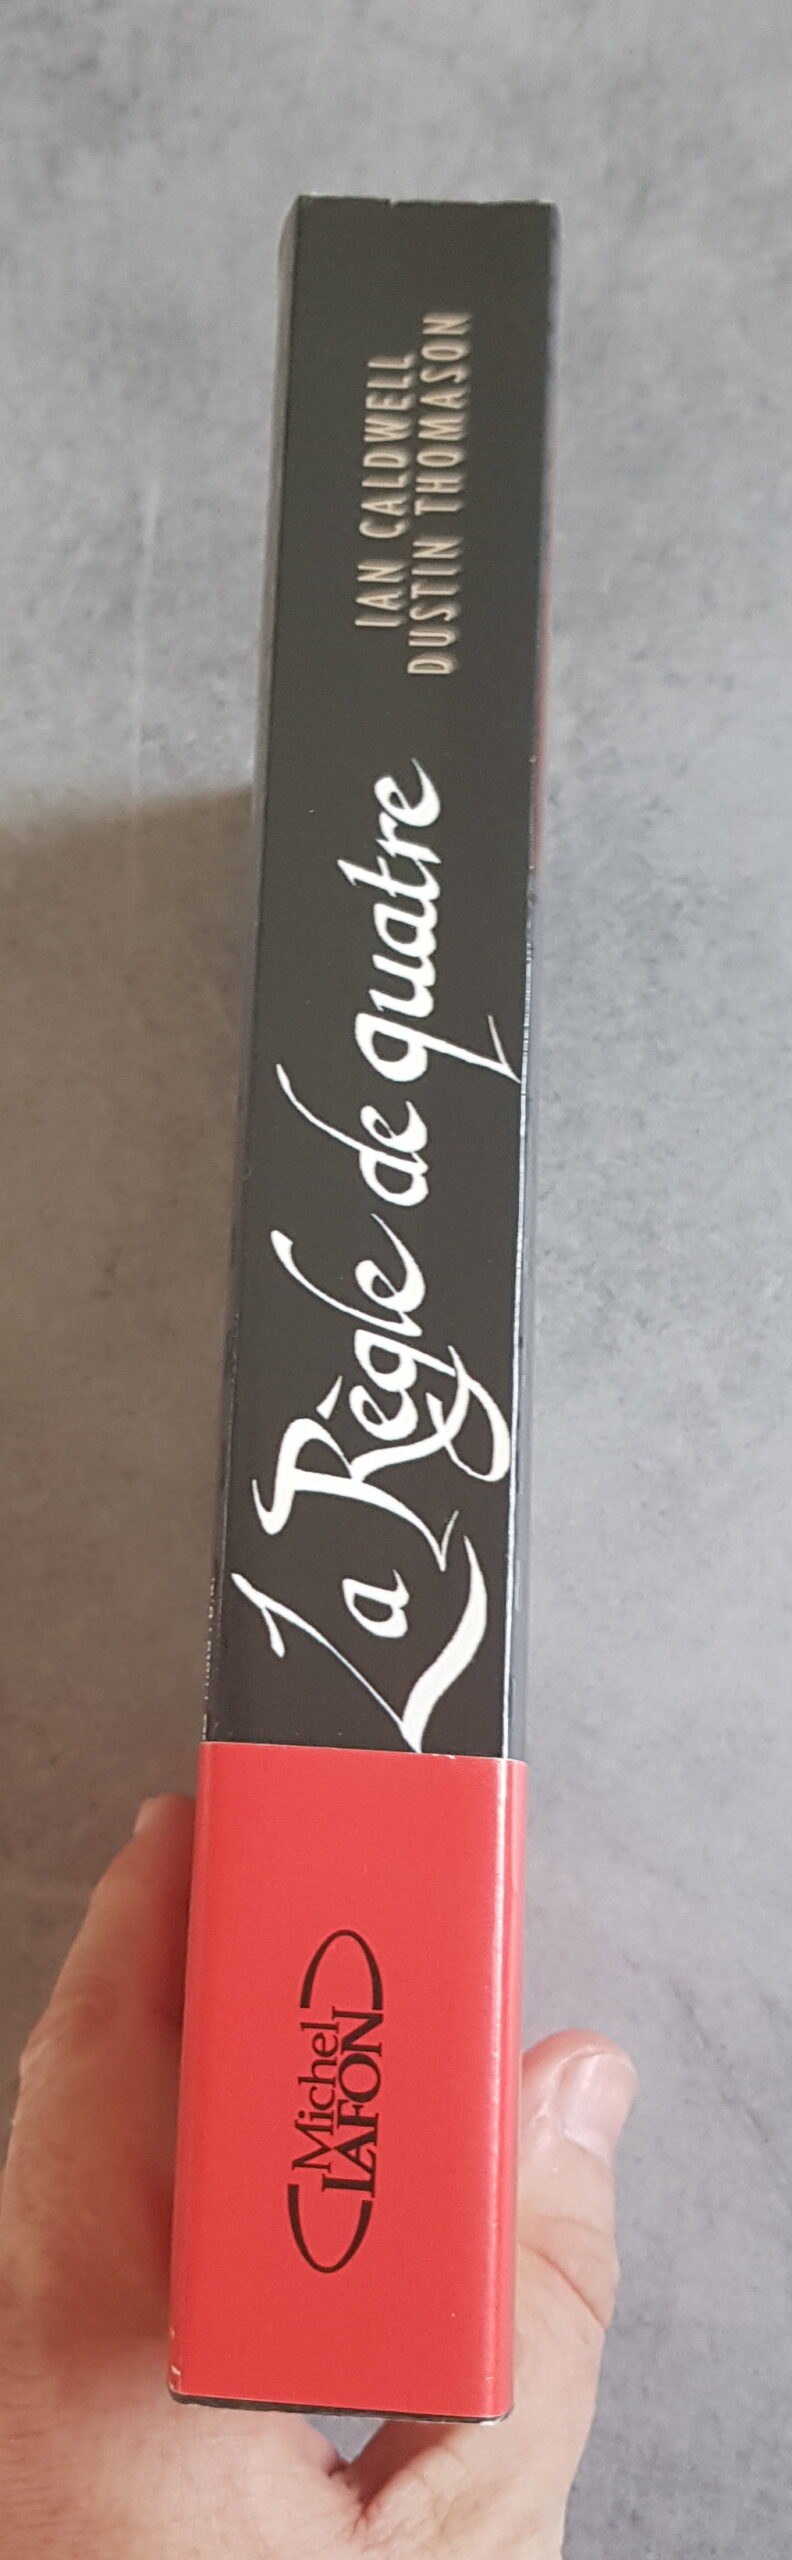 IAN CALDWELL
DUSTIN THOMASON
La Règle de quatre
Michel
LAFON